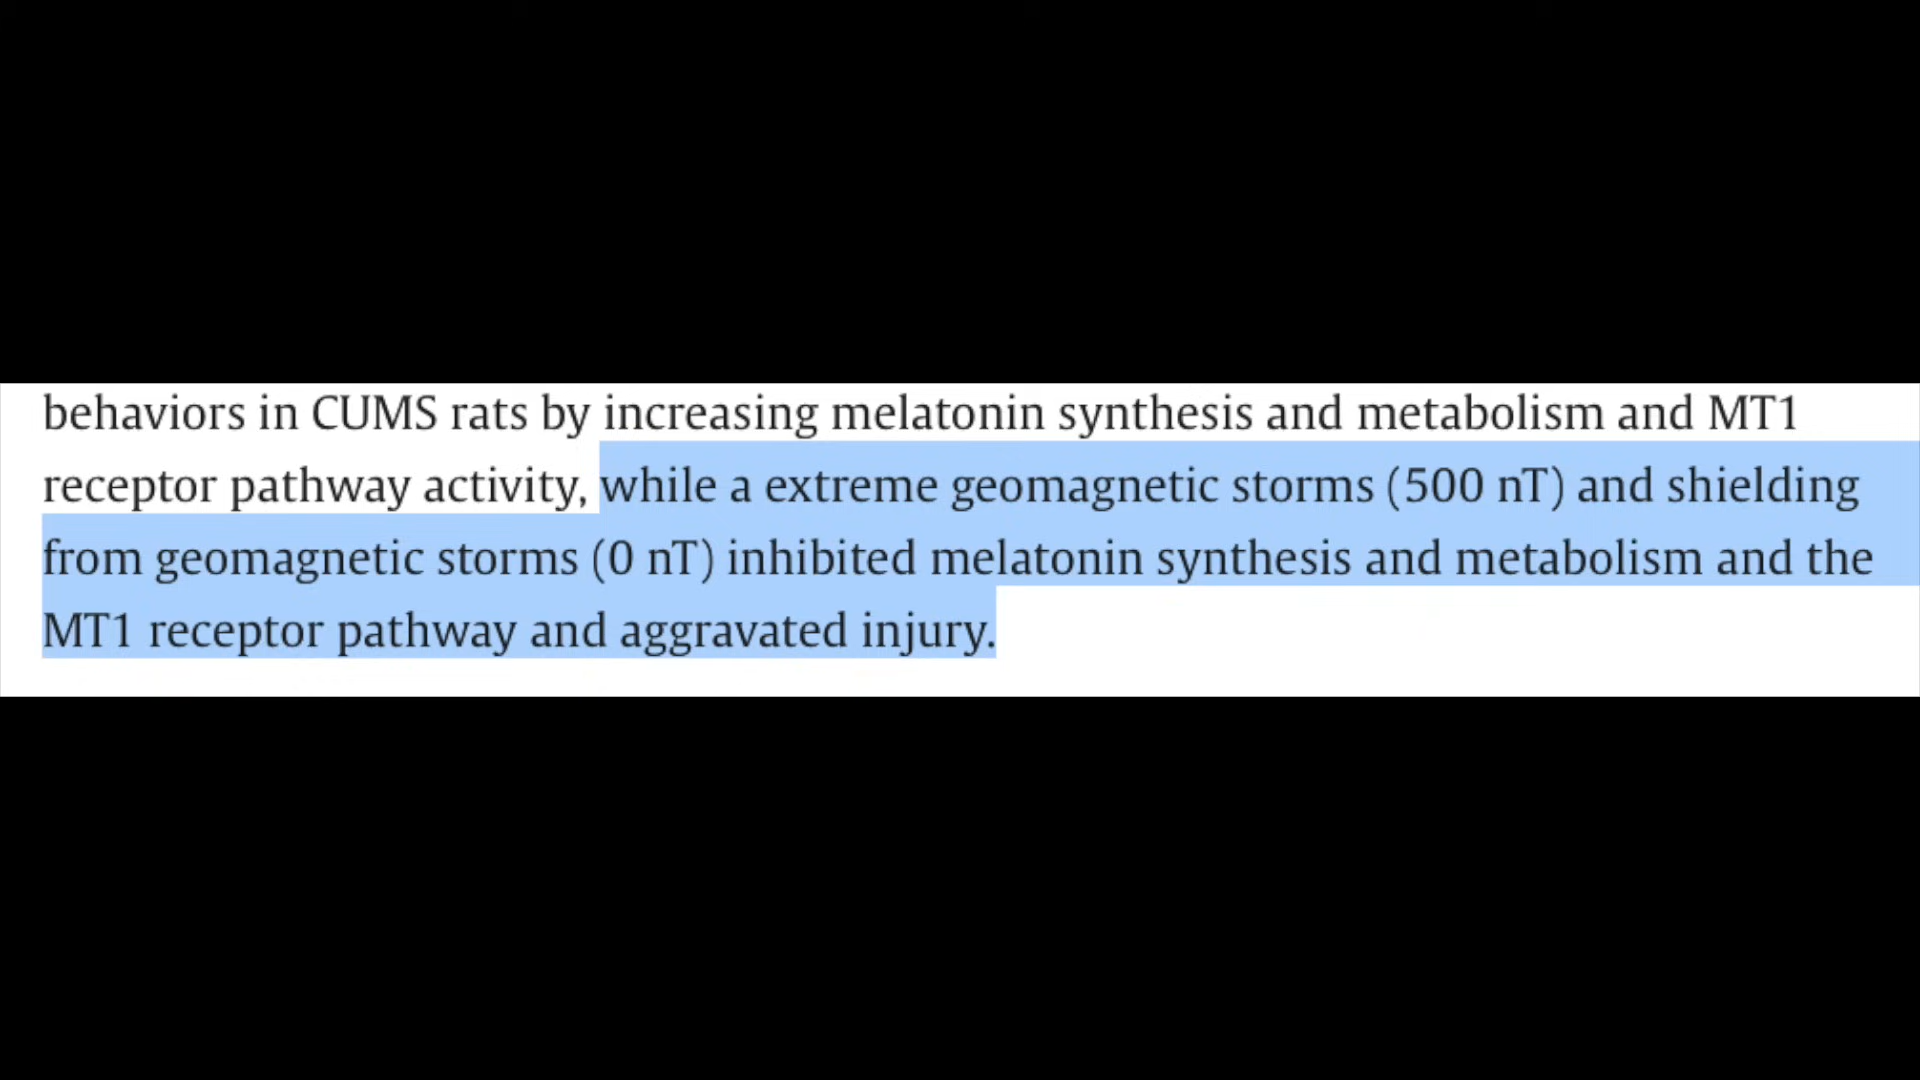 behaviors in CUMS rats by increasing melatonin synthesis and metabolism and MT1
receptor pathway activity, while a extreme geomagnetic storms (500 nT) and shielding
from geomagnetic storms (0 nT) inhibited melatonin synthesis and metabolism and the
MT1 receptor pathway and aggravated injury.